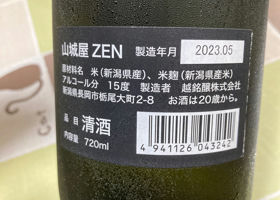 山城屋 ZEN 製造年月 2023.05
原材料名 米(新潟県産)、米麹(新潟県産米)
アルコール分 15度 製造者 越銘醸株式会社
新潟県長岡市栃尾大町2-8 お酒は20歳から。
品目 清酒
内容量 720ml
4 941126 043242